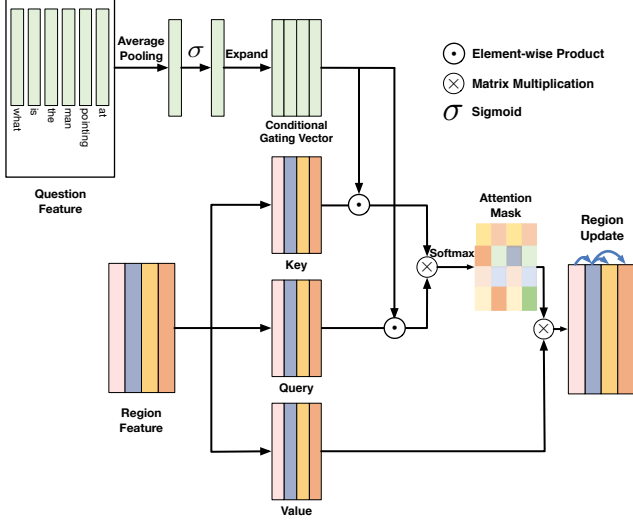 what
is
the
man
pointing
at
Question
Feature
Average
Pooling
σ
Expand
Conditional
Gating Vector
Element-wise Product
Matrix Multiplication
σ Sigmoid
Key
Query
Value
Region
Feature
Softmax
Attention
Mask
Region
Update